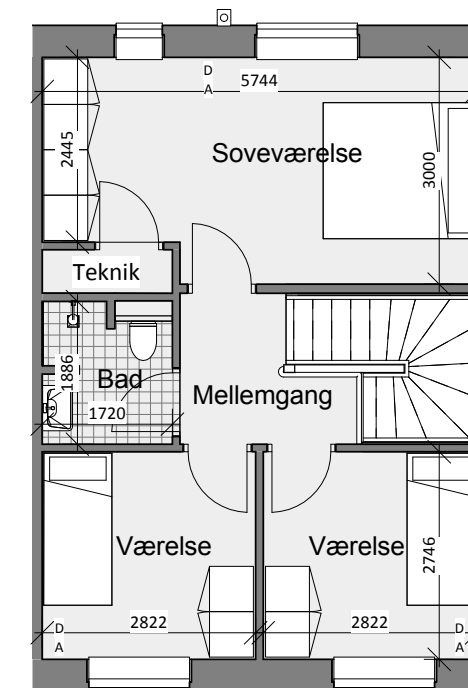 D
A
5744
2445
Soveværelse
3000
Teknik
1886
Bad
1720
Mellemgang
Værelse
Værelse
2746
D
A
2822
2822
D
A